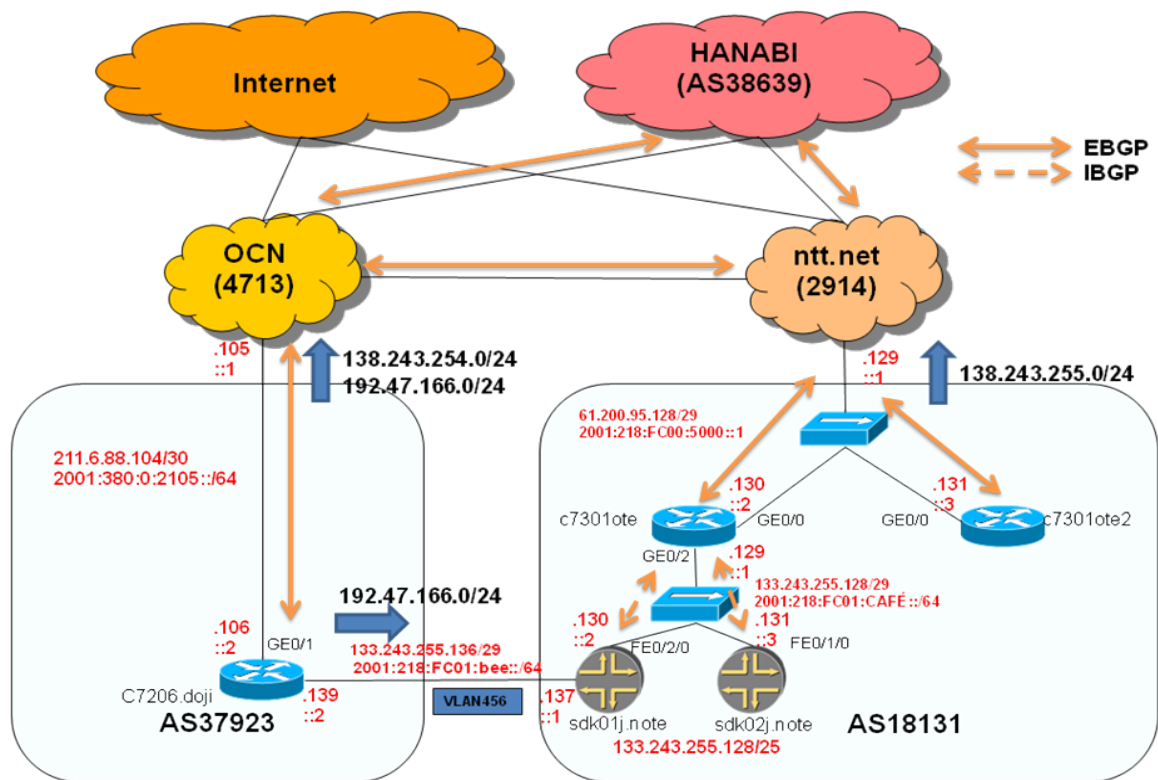 Internet
HANABI
(AS38639)
EBGP
IBGP
OCN
(4713)
ntt.net
(2914)
.105
::1
138.243.254.0/24
192.47.166.0/24
.129
::1
138.243.255.0/24
61.200.95.128/29
2001:218:FC00:5000::1
211.6.88.104/30
2001:380:0:2105::/64
.130
::2
.131
::3
c7301ote
GE0/0
GE0/0
c7301ote2
GE0/2
.129
::1
133.243.255.128/29
2001:218:FC01:CAFÉ::/64
192.47.166.0/24
.130
::2
.131
::3
.106
::2
GE0/1
133.243.255.136/29
2001:218:FC01:bee::/64
FE0/2/0
FE0/1/0
C7206.doji
.139
::2
VLAN456
.137
::1
sdk01j.note
sdk02j.note
AS37923
AS18131
133.243.255.128/25